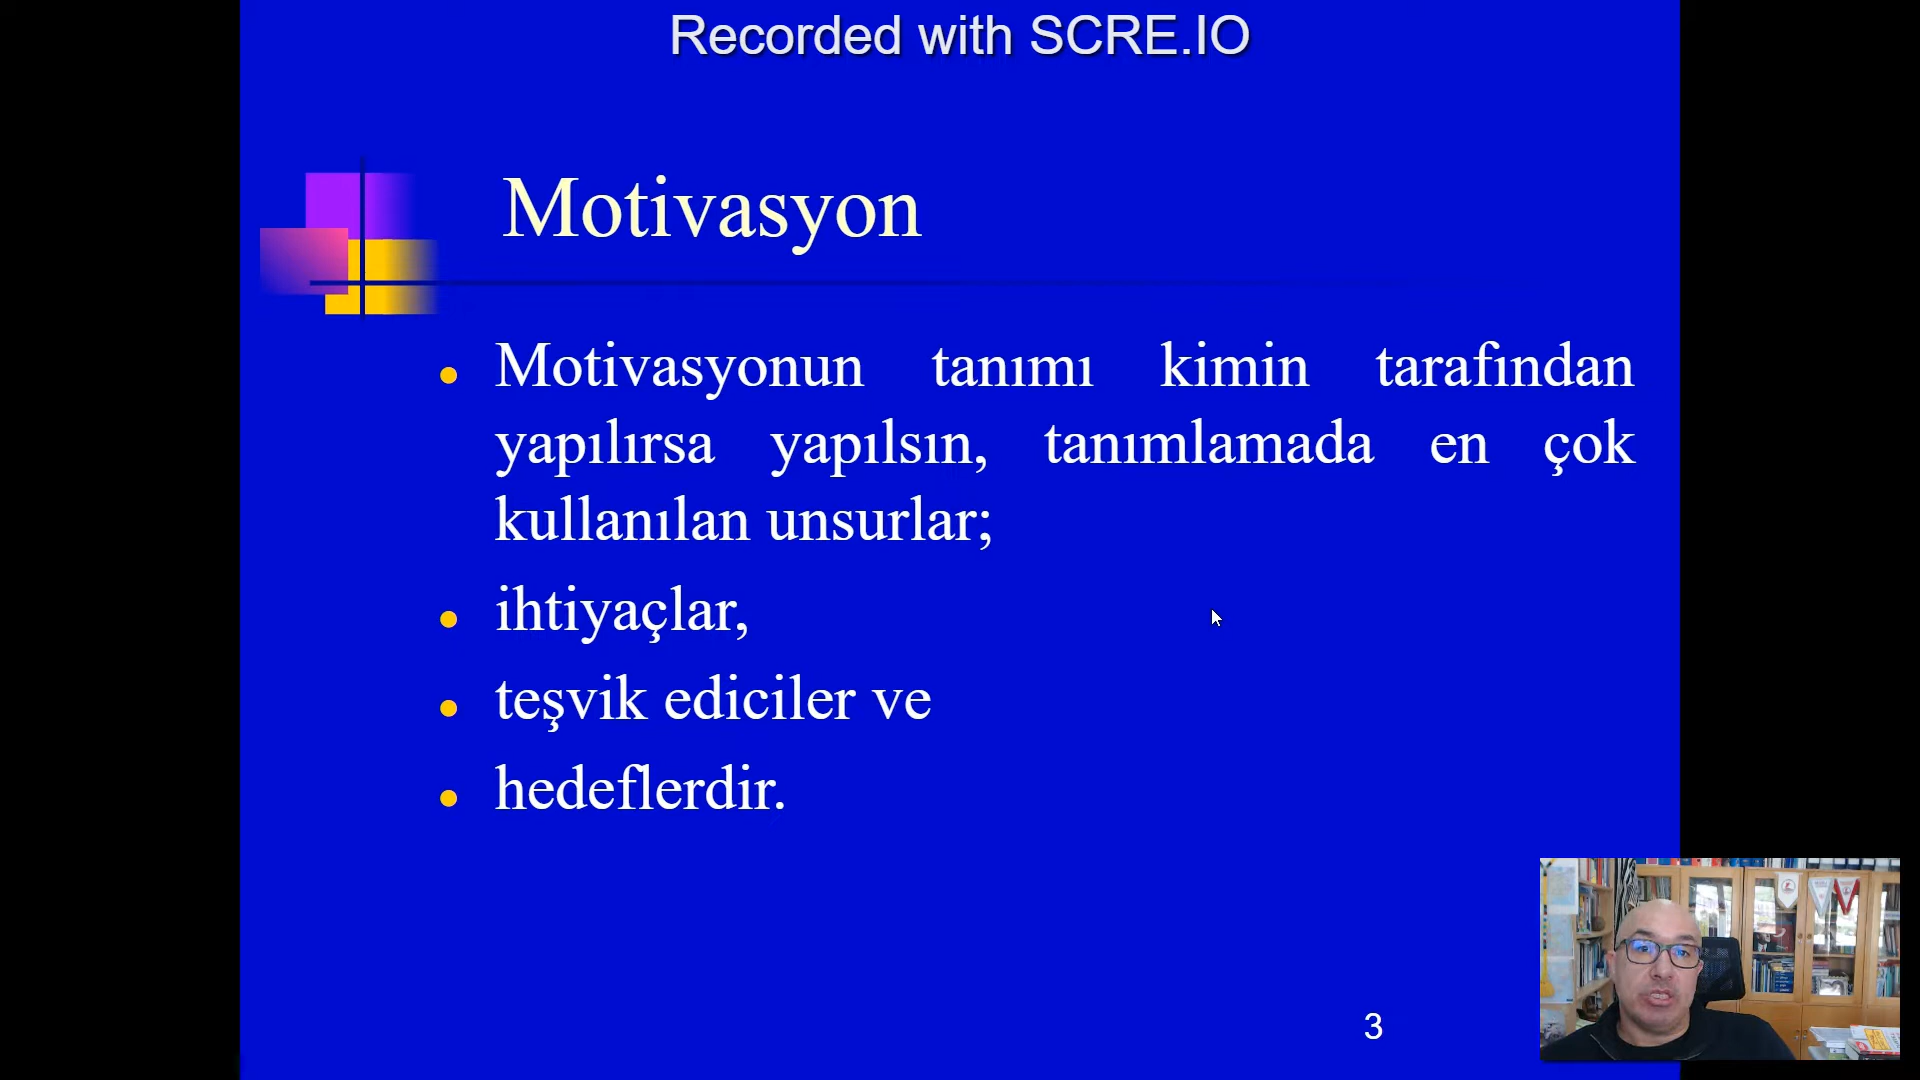 Recorded with SCRE.IO
Motivasyon
Motivasyonun tanımı kimin tarafından
yapılırsa yapılsın, tanımlamada en çok
kullanılan unsurlar;
ihtiyaçlar,
teşvik ediciler ve
hedeflerdir.
3